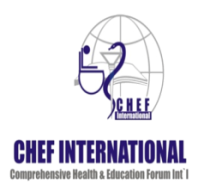 CHEF
International
CHEF INTERNATIONAL
Comprehensive Health & Education Forum Int`l